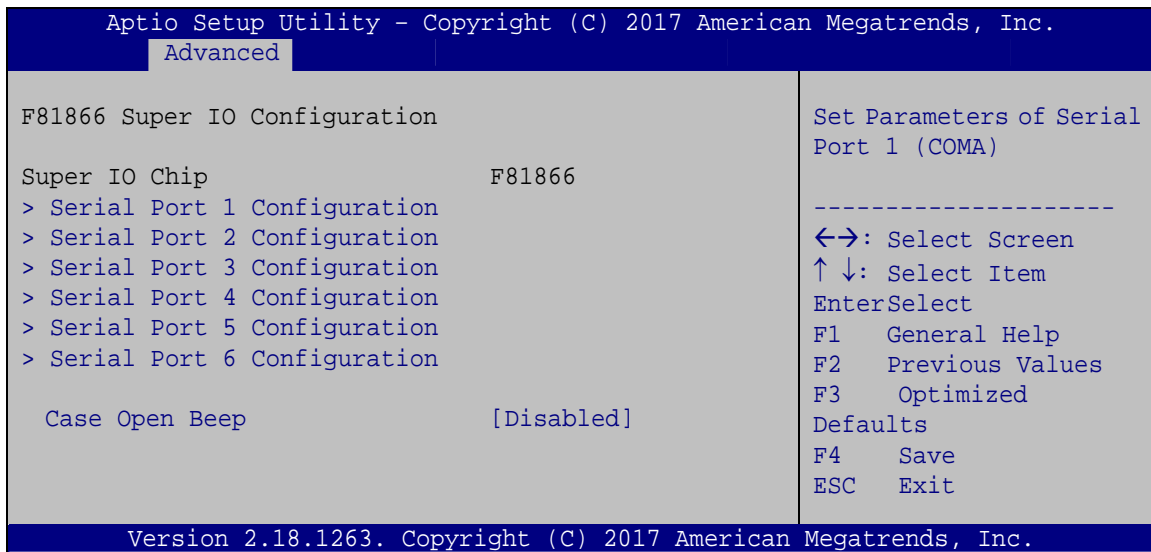 Aptio Setup Utility – Copyright (C) 2017 American Megatrends, Inc.
Advanced
F81866 Super IO Configuration
Super IO Chip F81866
> Serial Port 1 Configuration
> Serial Port 2 Configuration
> Serial Port 3 Configuration
> Serial Port 4 Configuration
> Serial Port 5 Configuration
> Serial Port 6 Configuration
Case Open Beep [Disabled]
Set Parameters of Serial
Port 1 (COMA)
---------------------
←→: Select Screen
↑ ↓: Select Item
EnterSelect
F1 General Help
F2 Previous Values
F3 Optimized
Defaults
F4 Save
ESC Exit
Version 2.18.1263. Copyright (C) 2017 American Megatrends, Inc.